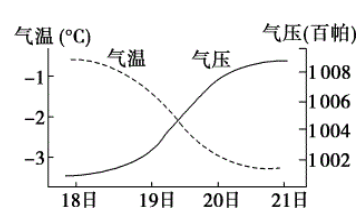 气温(°C) 气压(百帕)
气温 气压
-1 1 008
1 006
-2 1 004
-3 1 002
18日 19日 20日 21日